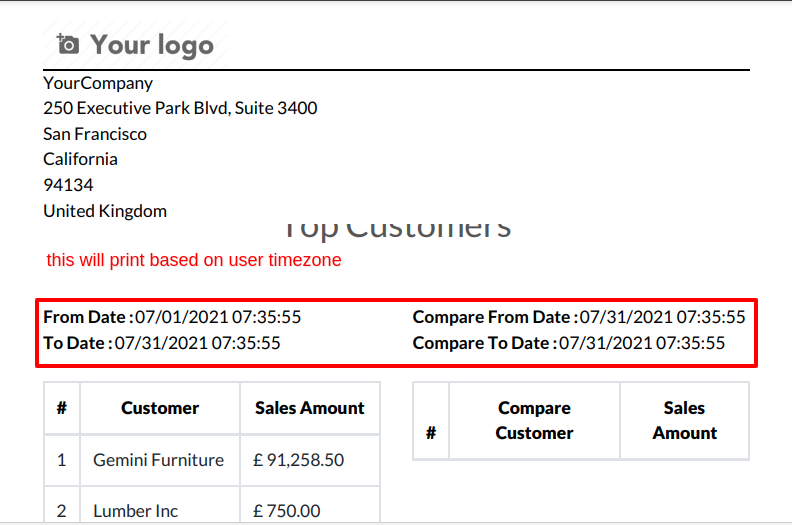 Your logo
YourCompany
250 Executive Park Blvd, Suite 3400
San Francisco
California
94134
United Kingdom
Top Customers
this will print based on user timezone
From Date : 07/01/2021 07:35:55 Compare From Date : 07/31/2021 07:35:55
To Date : 07/31/2021 07:35:55 Compare To Date : 07/31/2021 07:35:55
# Customer Sales Amount
# Compare Customer Sales Amount
1 Gemini Furniture £ 91,258.50
2 Lumber Inc £ 750.00